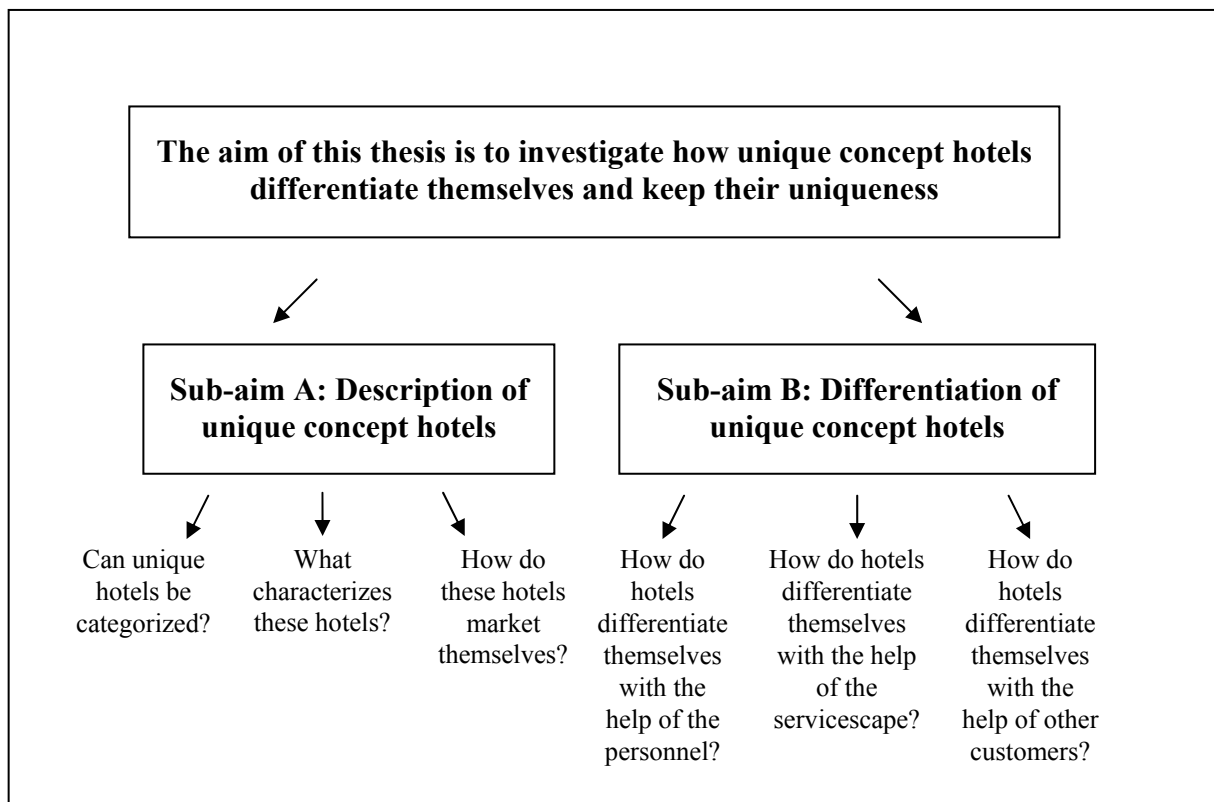 The aim of this thesis is to investigate how unique concept hotels
differentiate themselves and keep their uniqueness
Sub-aim A: Description of
unique concept hotels
Sub-aim B: Differentiation of
unique concept hotels
Can unique
hotels be
categorized?
What
characterizes
these hotels?
How do
these hotels
market
themselves?
How do
hotels
differentiate
themselves
with the
help of the
personnel?
How do hotels
differentiate
themselves
with the help
of the
servicescape?
How do
hotels
differentiate
themselves
with the
help of other
customers?